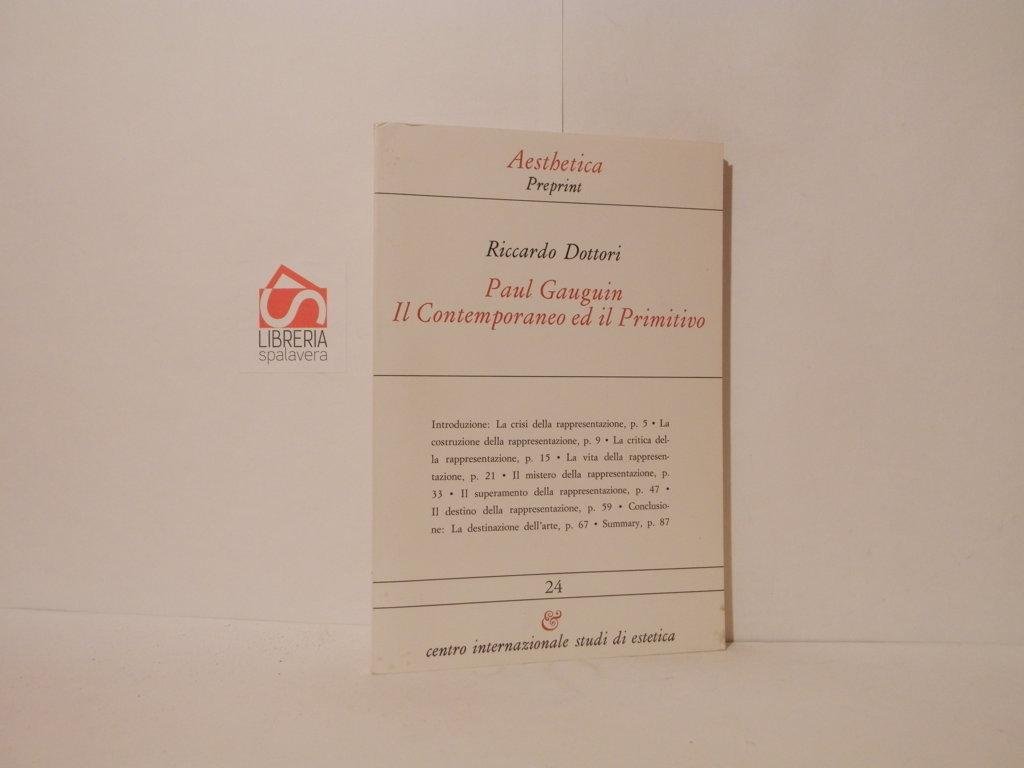 Aesthetica
Preprint
Riccardo Dottori
Paul Gauguin
Il Contemporaneo ed il Primitivo
Introduzione: La crisi della rappresentazione, p. 5 • La
costruzione della rappresentazione, p. 9 • La critica del-
la rappresentazione, p. 15 • La vita della rappresen-
tazione, p. 21 • Il mistero della rappresentazione, p.
33 • Il superamento della rappresentazione, p. 47 •
Il destino della rappresentazione, p. 59 • Conclusio-
ne: La destinazione dell'arte, p. 67 • Summary, p. 87
24
&
centro internazionale studi di estetica
LIBRERIA
spalavera